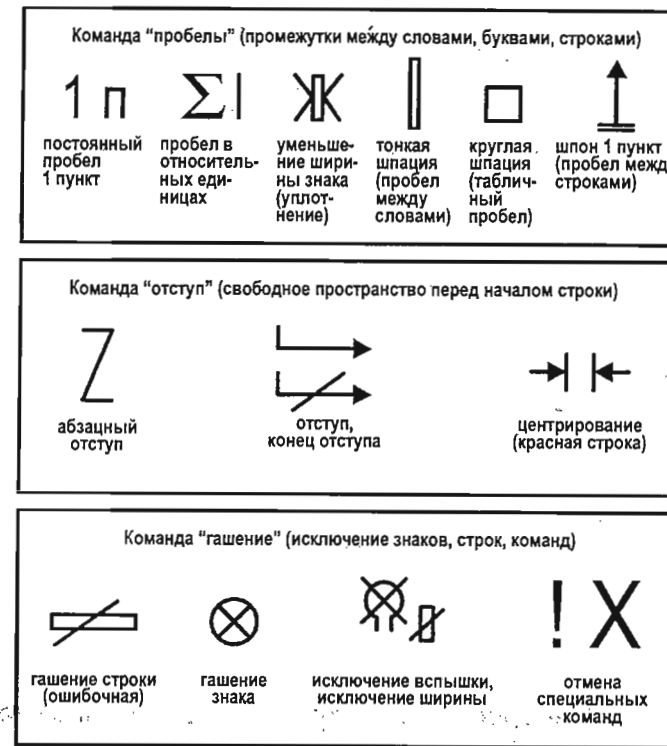 Команда “пробелы” (промежутки между словами, буквами, строками)
1 п
Σ|
Ж
постоянный
пробел
1 пункт
пробел в
относитель-
ных еди-
ницах
уменьше-
ние шири-
ны знака
(уплот-
нение)
тонкая
шпация
(пробел
между
словами)
круглая
шпация
(таблич-
ный
пробел)
шпон 1 пункт
(пробел межд
строками)
Команда “отступ” (свободное пространство перед началом строки)
абзацный
отступ
отступ,
конец отступа
центрирование
(красная строка)
Команда “гашение” (исключение знаков, строк, команд)
! X
гашение строки
(ошибочная)
гашение
знака
исключение вспышки,
исключение ширины
отмена
специальных
команд